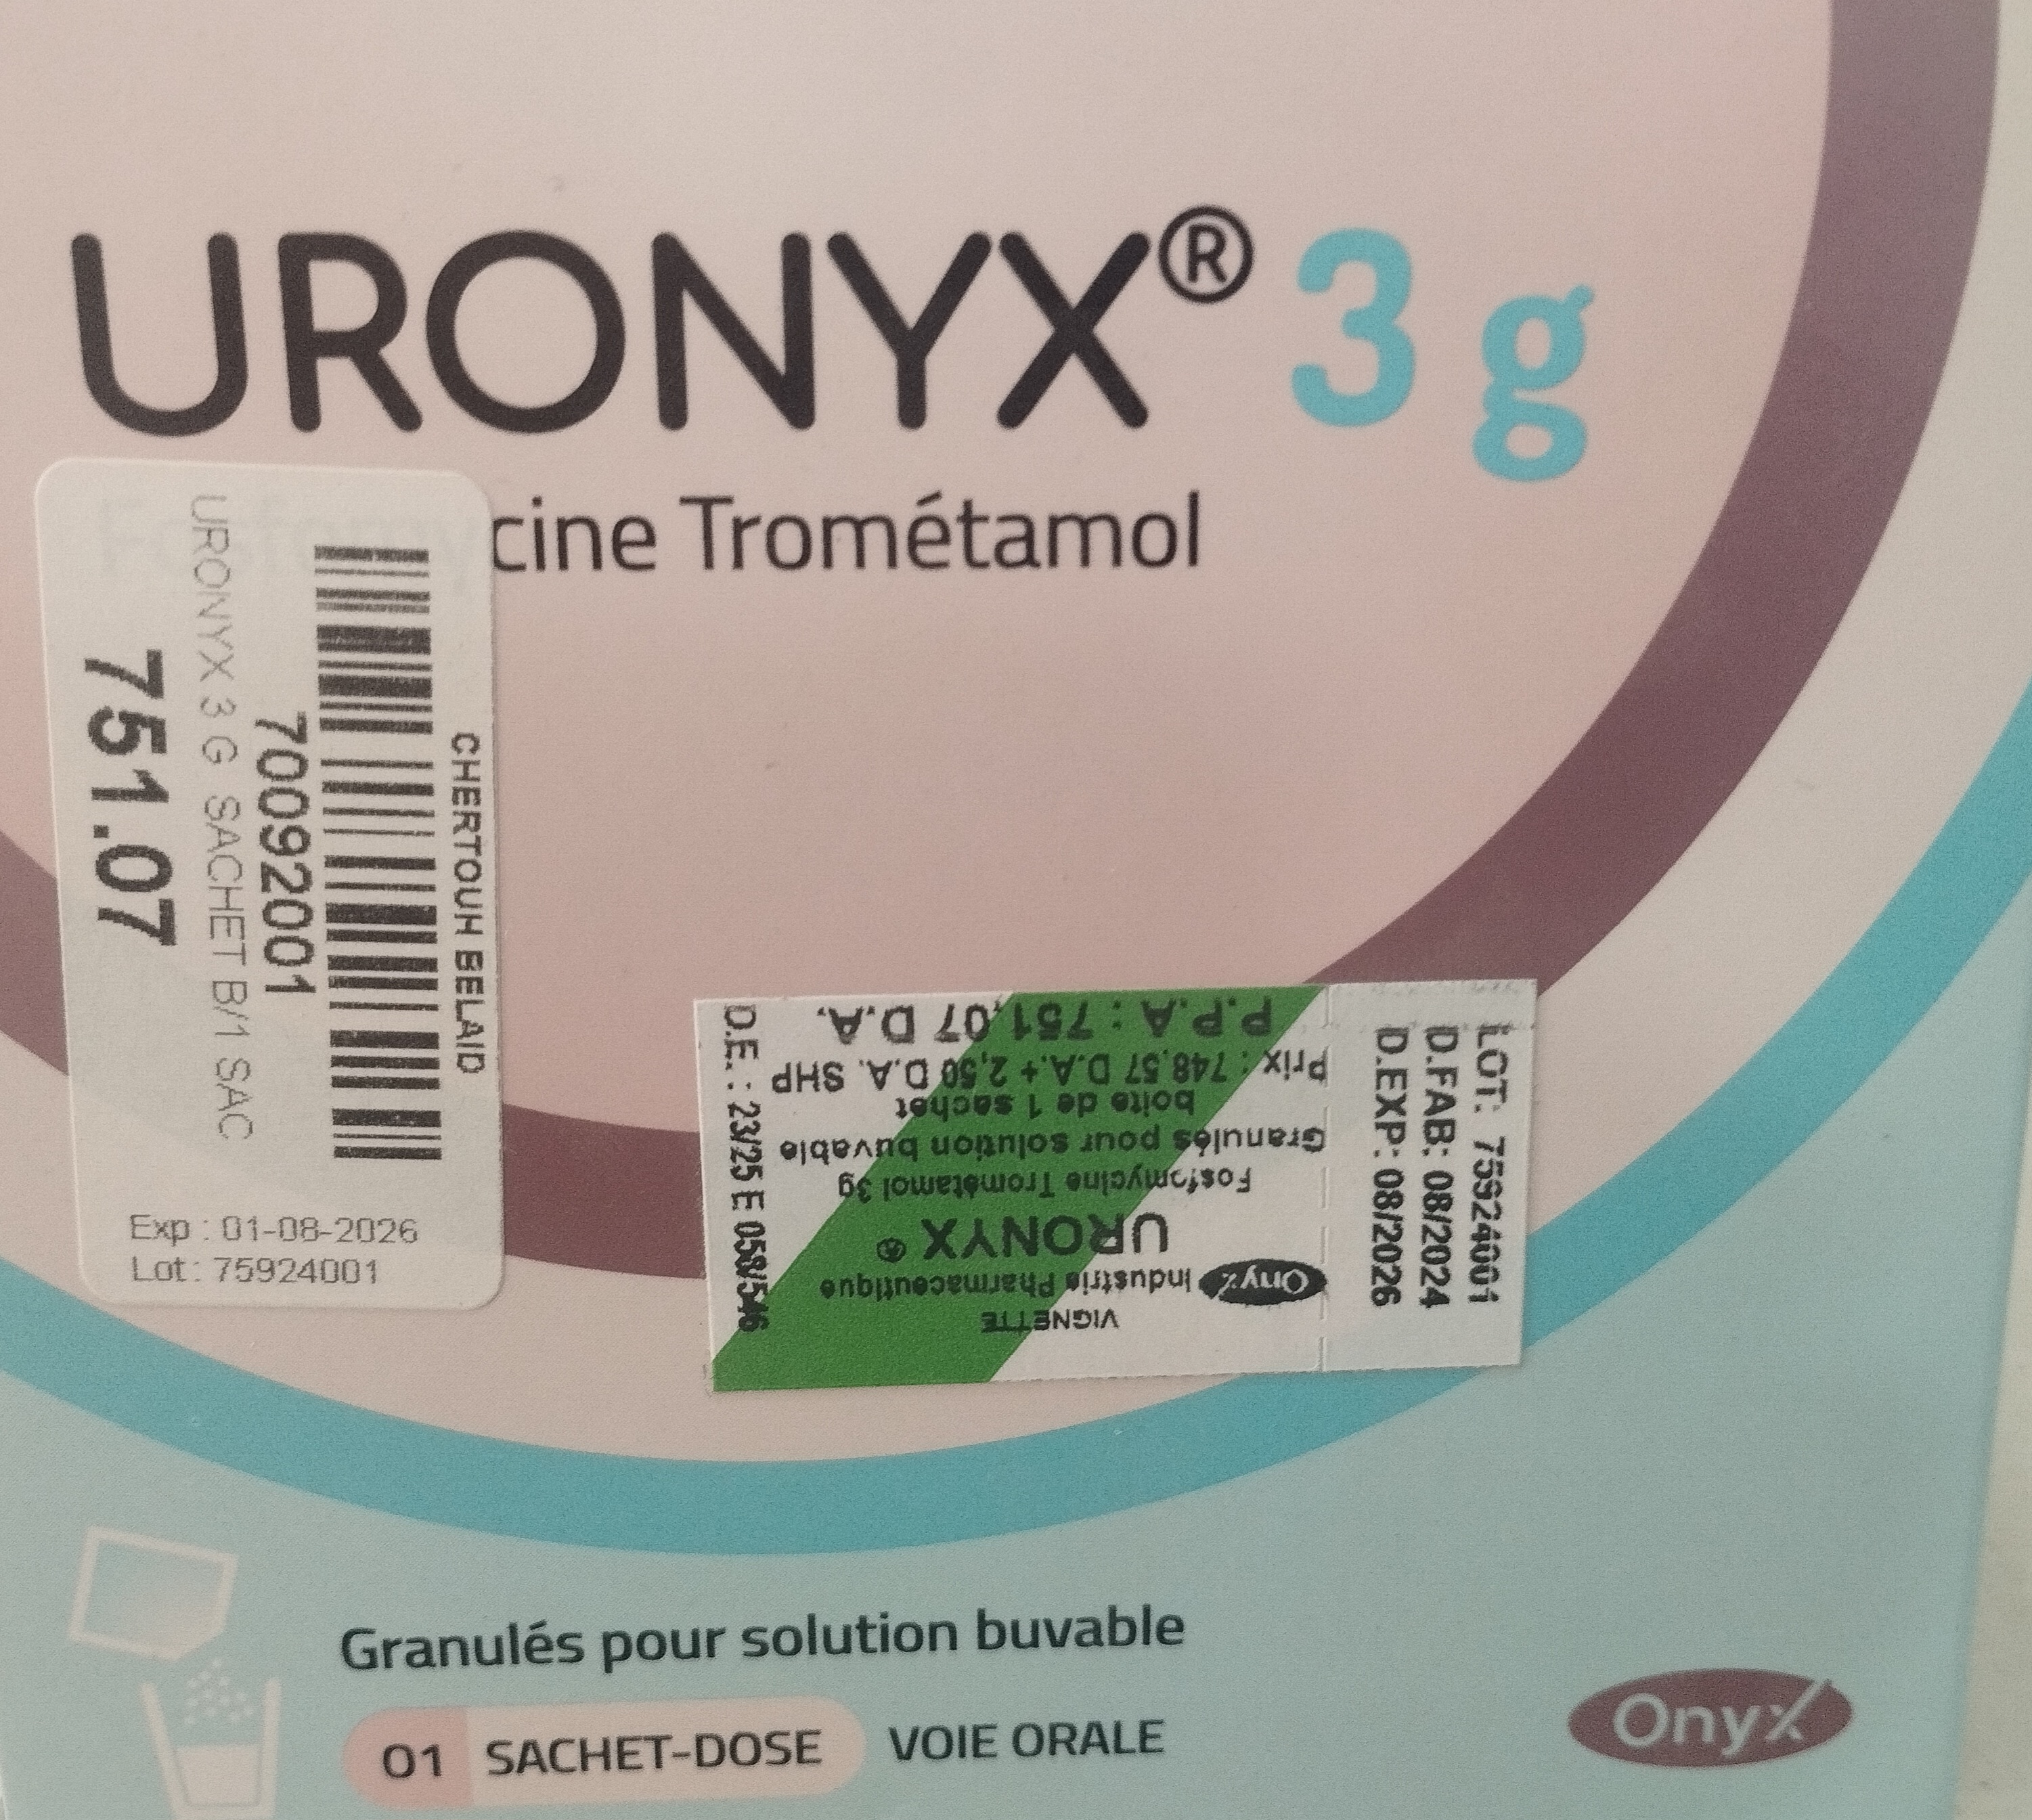 URONYX® 3 g
cine Trométamol
CHERTOUH BELAID
70092001
URONYX 3 G SACHET B/1 SAC
751.07
Exp : 01-08-2026
Lot: 75924001
VIGNETTE
Onyx Industrie Pharmaceutique
URONYX ®
Fosfomycine Trométamol 3g
Granulés pour solution buvable
boite de 1 sachet
Prix : 748,57 D.A.+ 2,50 D.A. SHP
P.P.A : 751,07 D.A.
D.E. : 23/25 E 058/546
LOT: 75924001
D.FAB: 08/2024
D.EXP: 08/2026
Granulés pour solution buvable
01 SACHET-DOSE VOIE ORALE
Onyx